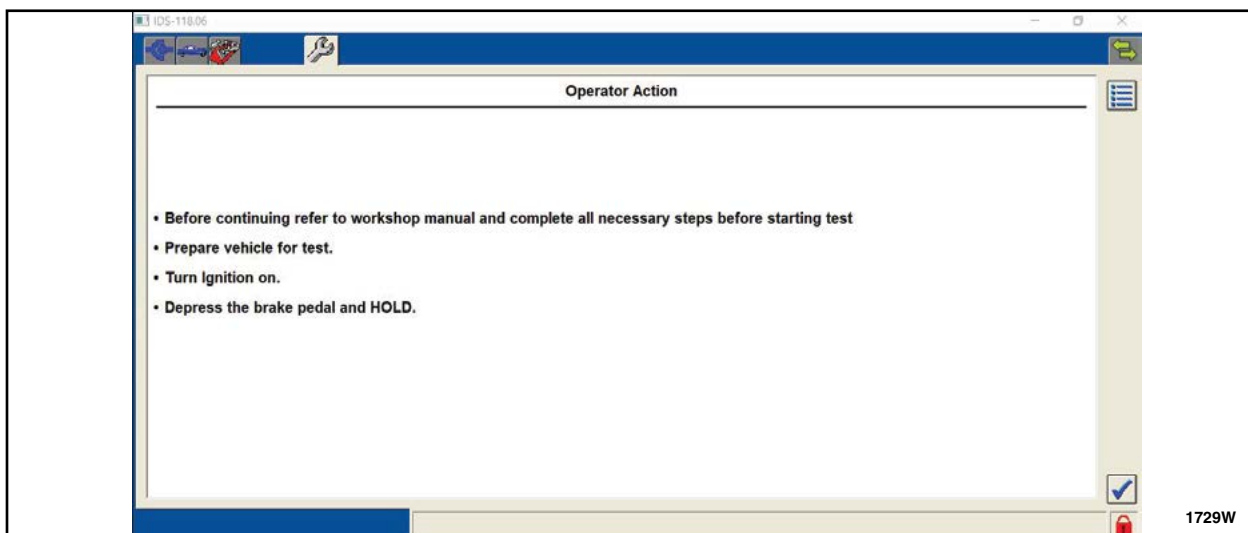 IDS-118.06
Operator Action
• Before continuing refer to workshop manual and complete all necessary steps before starting test
• Prepare vehicle for test.
• Turn Ignition on.
• Depress the brake pedal and HOLD.
1729W